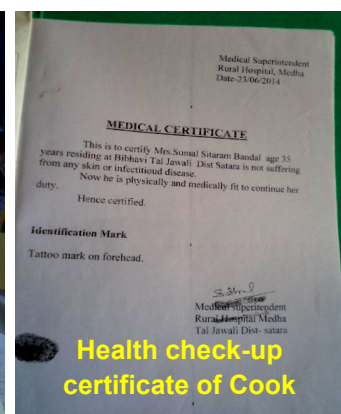 Medical Superintendent
Rural Hospital, Medha
Date-23/06/2014
MEDICAL CERTIFICATE
This is to certify Mrs.Sumal Sitaram Bandal age 35
years residing at Bibhavi Tal Jawali Dist Satara is not suffering
from any skin or infectitioud disease.
Now he is physically and medically fit to continue her
duty.
Hence certified.
Identification Mark
Tattoo mark on forehead.
Medical superitendent
Rural Hospital Medha
Tal Jawali Dist- satara
Health check-up
certificate of Cook